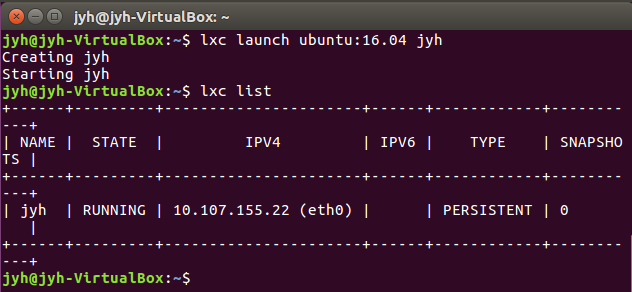 jyh@jyh-VirtualBox: ~
jyh@jyh-VirtualBox:~$ lxc launch ubuntu:16.04 jyh
Creating jyh
Starting jyh
jyh@jyh-VirtualBox:~$ lxc list
+------+---------+-----------------------+------+------------+--------
---+
| NAME |  STATE  |         IPV4          | IPV6 |    TYPE    | SNAPSHO
TS |
+------+---------+-----------------------+------+------------+--------
---+
| jyh  | RUNNING | 10.107.155.22 (eth0) |      | PERSISTENT | 0
   |
+------+---------+-----------------------+------+------------+--------
---+
jyh@jyh-VirtualBox:~$